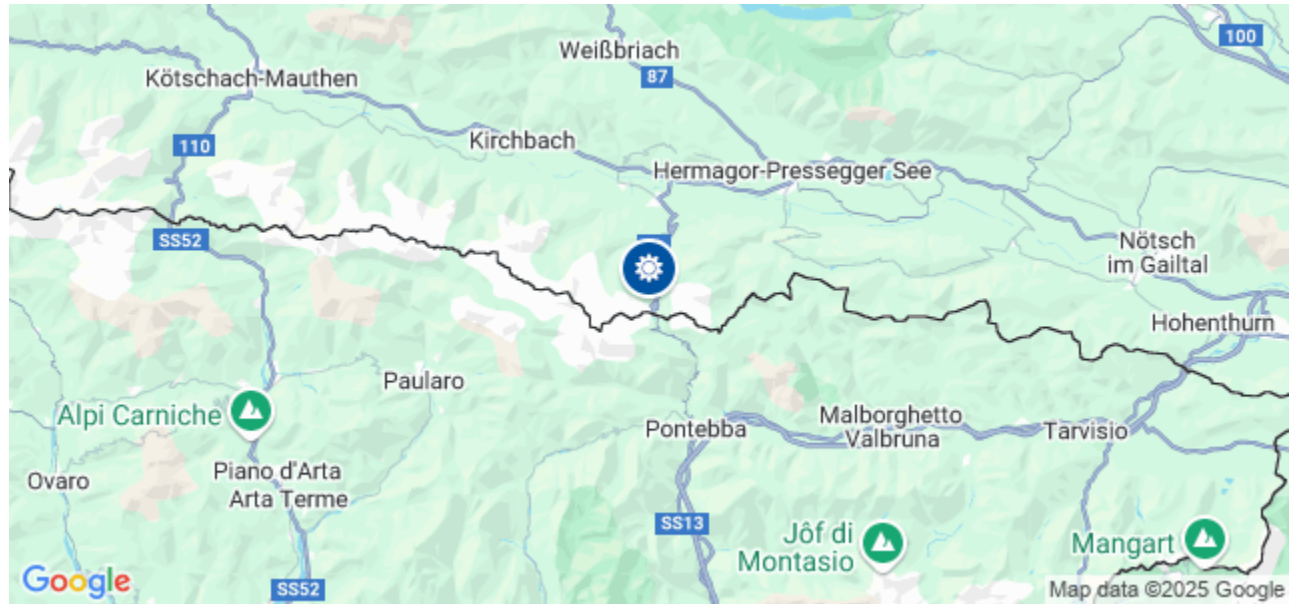 100
Weißbriach
87
Kötschach-Mauthen
Kirchbach
110
Hermagor-Pressegger See
SS52
Nötsch
im Gailtal
Hohenthurn
Paularo
Alpi Carniche
Malborghetto
Valbruna
Pontebba
Tarvisio
Piano d'Arta
Arta Terme
Ovaro
SS13
Jôf di
Montasio
Mangart
Google
SS52
Map data ©2025 Google